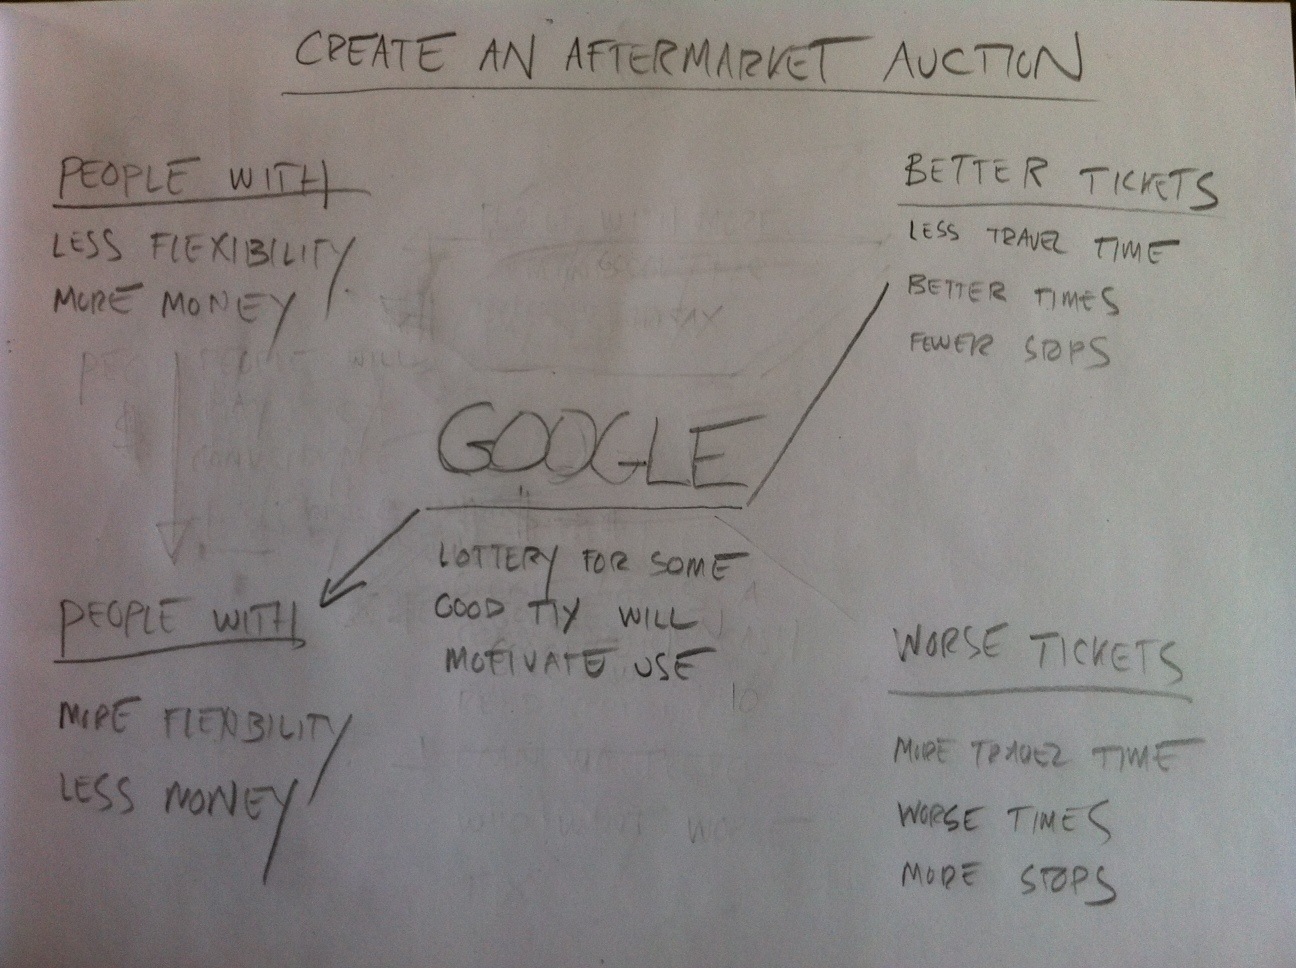 CREATE AN AFTERMARKET AUCTION
PEOPLE WITH
LESS FLEXIBILITY
MORE MONEY
BETTER TICKETS
LESS TRAVEL TIME
BETTER TIMES
FEWER STOPS
GOOGLE
LOTTERY FOR SOME
GOOD TIX WILL
MOTIVATE USE
PEOPLE WITH
MORE FLEXIBILITY
LESS MONEY
WORSE TICKETS
MORE TRAVEL TIME
WORSE TIMES
MORE STOPS